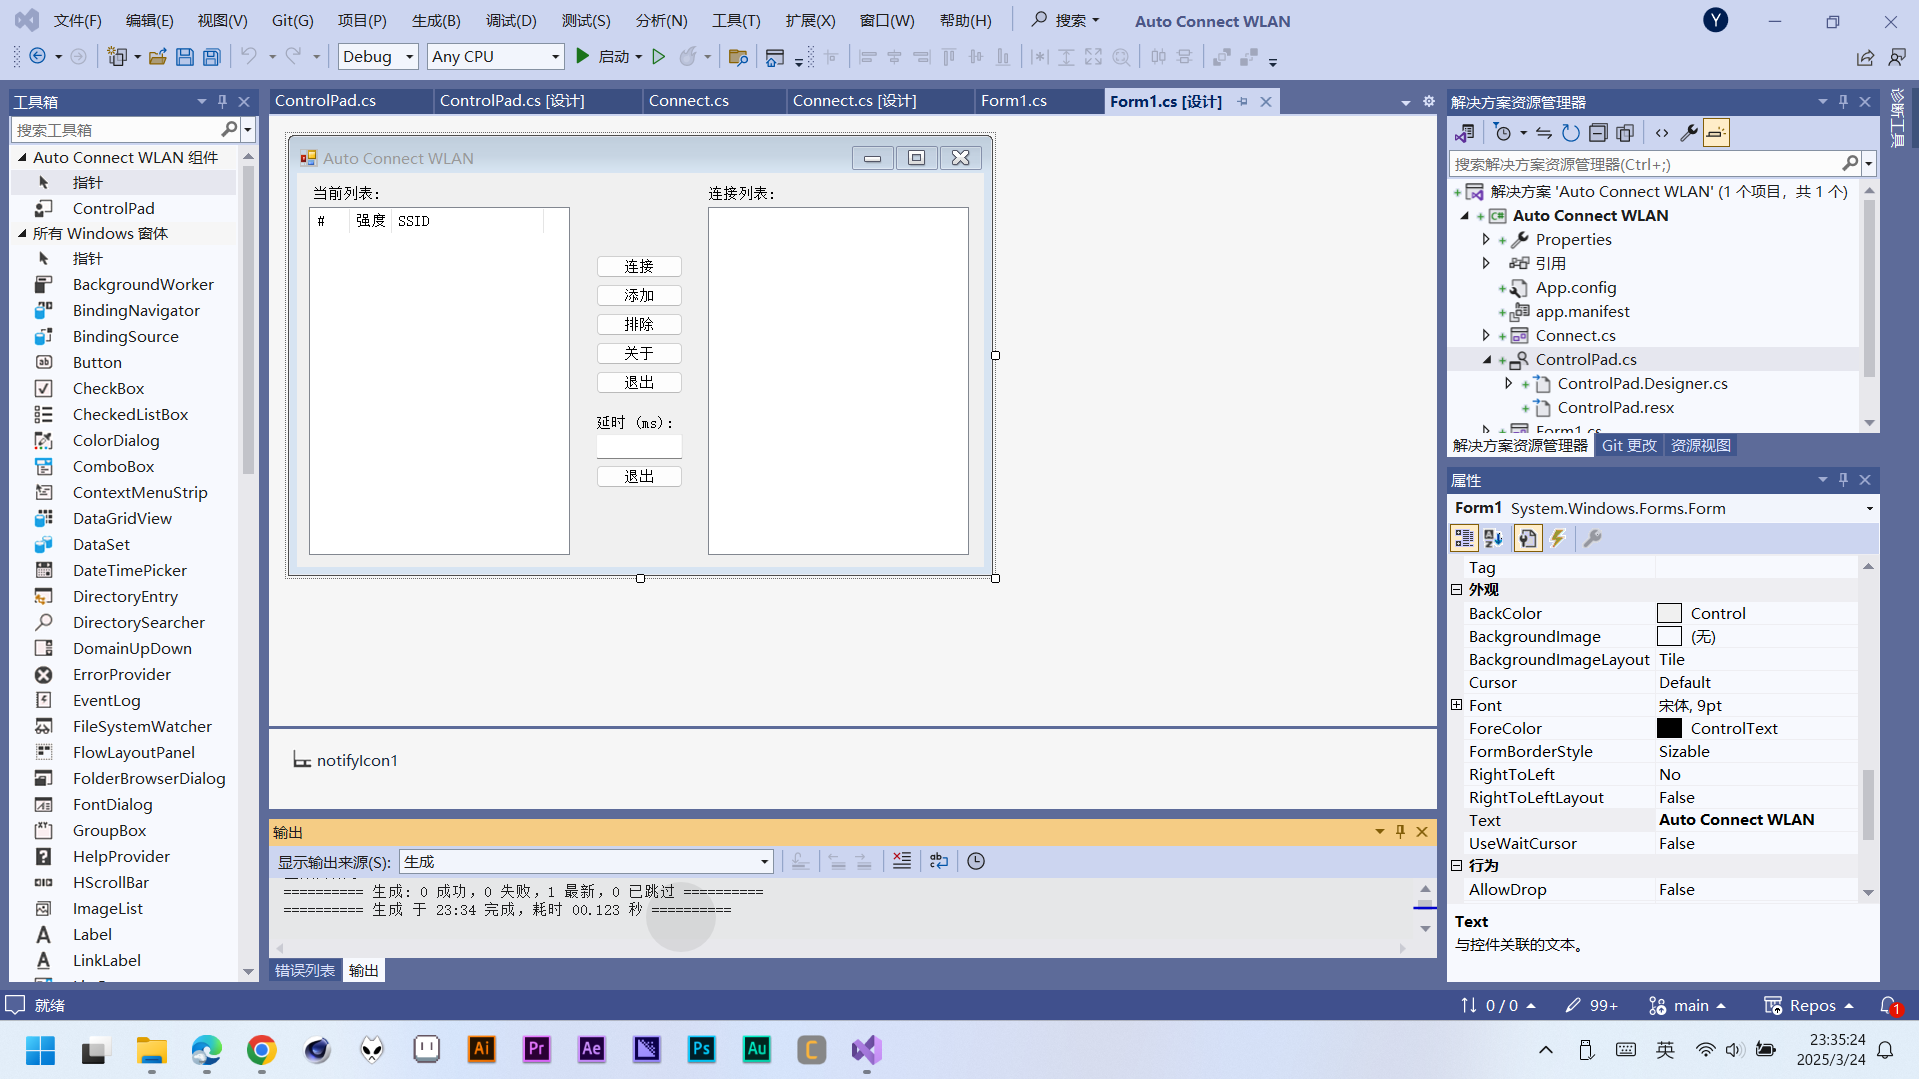 文件(F) 编辑(E) 视图(V) Git(G) 项目(P) 生成(B) 调试(D) 测试(S) 分析(N) 工具(T) 扩展(X) 窗口(W) 帮助(H) 搜索 Auto Connect WLAN Y
Debug Any CPU 启动
工具箱
搜索工具箱
Auto Connect WLAN 组件
指针
ControlPad
所有 Windows 窗体
指针
BackgroundWorker
BindingNavigator
BindingSource
Button
CheckBox
CheckedListBox
ColorDialog
ComboBox
ContextMenuStrip
DataGridView
DataSet
DateTimePicker
DirectoryEntry
DirectorySearcher
DomainUpDown
ErrorProvider
EventLog
FileSystemWatcher
FlowLayoutPanel
FolderBrowserDialog
FontDialog
GroupBox
HelpProvider
HScrollBar
ImageList
Label
LinkLabel
ControlPad.cs ControlPad.cs [设计] Connect.cs Connect.cs [设计] Form1.cs Form1.cs [设计]
Auto Connect WLAN
当前列表:
# 强度 SSID
连接
添加
排除
关于
退出
延时 (ms):
退出
连接列表:
notifyIcon1
输出
显示输出来源(S): 生成
========== 生成: 0 成功，0 失败，1 最新，0 已跳过 ==========
========== 生成 于 23:34 完成，耗时 00.123 秒 ==========
错误列表 输出
解决方案资源管理器
搜索解决方案资源管理器(Ctrl+;)
解决方案 'Auto Connect WLAN' (1 个项目，共 1 个)
Auto Connect WLAN
Properties
引用
App.config
app.manifest
Connect.cs
ControlPad.cs
ControlPad.Designer.cs
ControlPad.resx
Form1.cs
解决方案资源管理器 Git 更改 资源视图
诊断工具
属性
Form1 System.Windows.Forms.Form
Tag
外观
BackColor Control
BackgroundImage (无)
BackgroundImageLayout Tile
Cursor Default
Font 宋体, 9pt
ForeColor ControlText
FormBorderStyle Sizable
RightToLeft No
RightToLeftLayout False
Text Auto Connect WLAN
UseWaitCursor False
行为
AllowDrop False
Text
与控件关联的文本。
就绪 0 / 0 99+ main Repos 1
Ai Pr Ae Ps Au C 英 23:35:24
2025/3/24